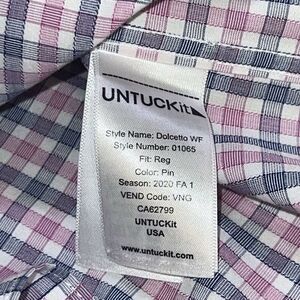 UNTUCKit
Style Name: Dolcetto WF
Style Number: 01065
Fit: Reg
Color: Pin
Season: 2020 FA 1
VEND Code: VNG
CA62799
UNTUCKit
USA
www.untuckit.com